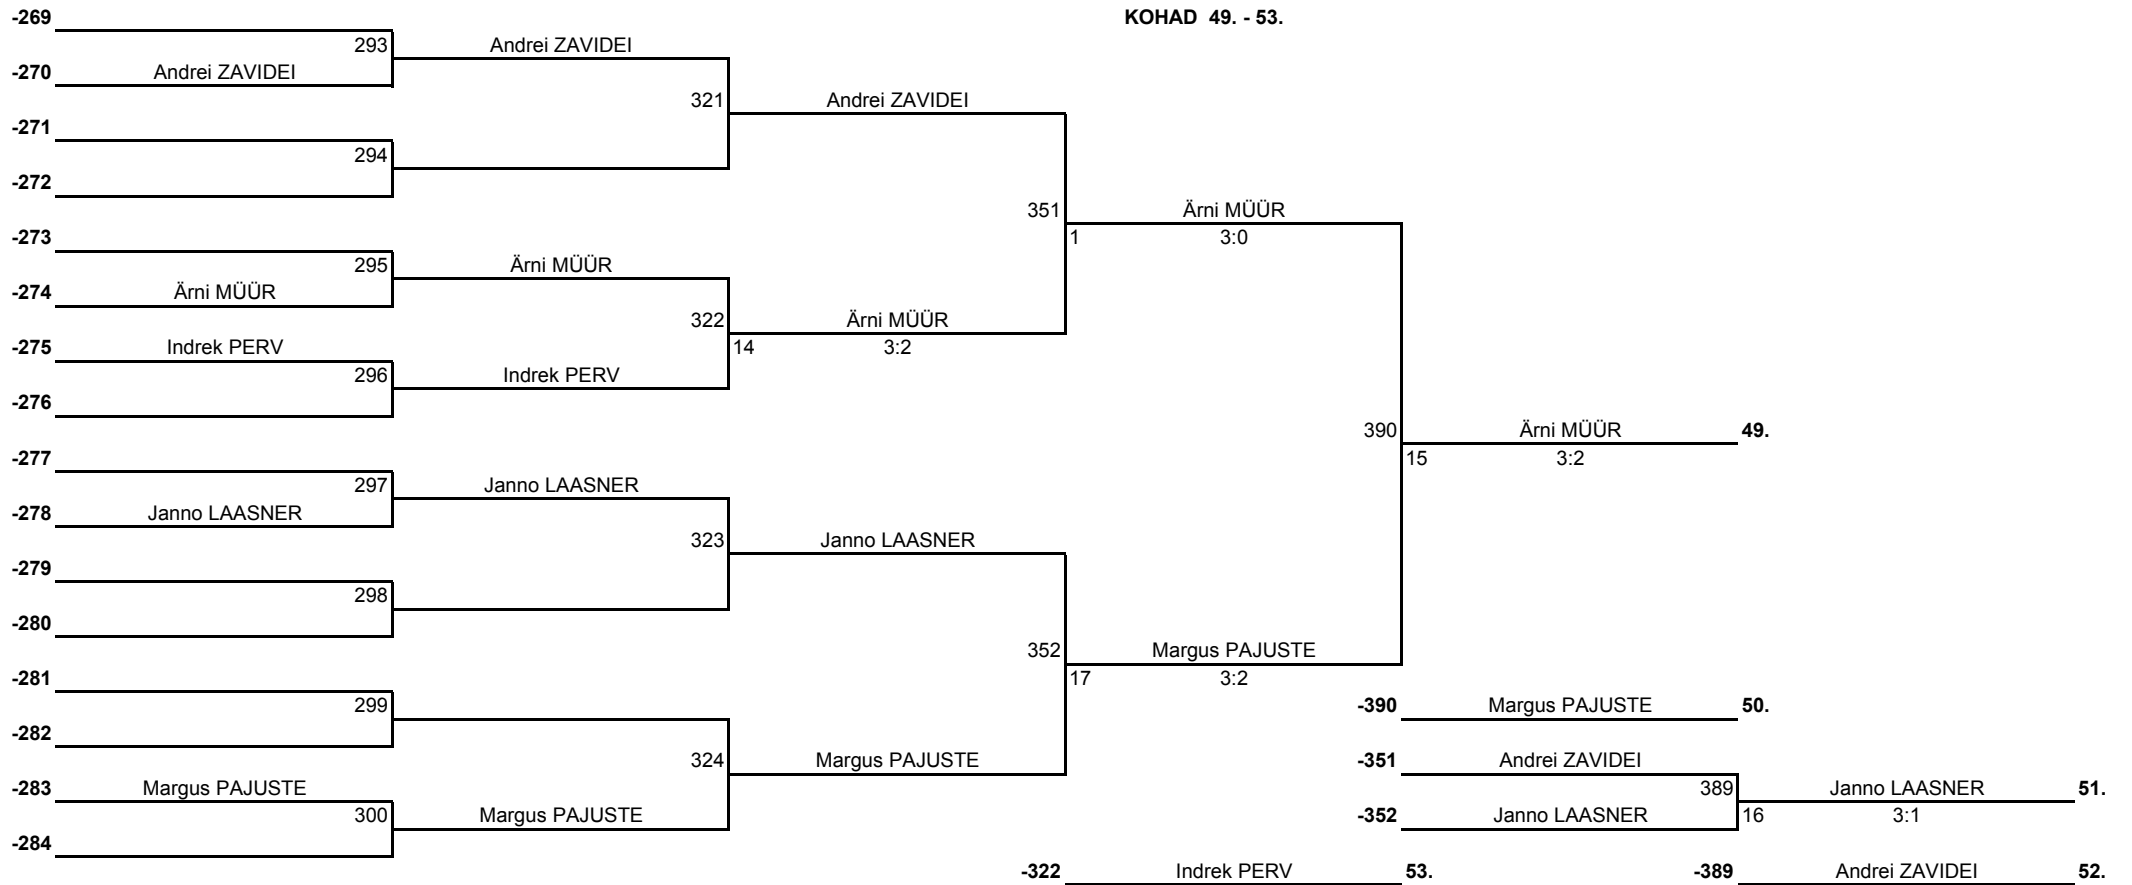 -269 KOHAD 49. - 53.
293 Andrei ZAVIDEI
-270 Andrei ZAVIDEI
321 Andrei ZAVIDEI
-271
294
-272
351 Ärni MÜÜR
-273 1 3:0
295 Ärni MÜÜR
-274 Ärni MÜÜR
322 Ärni MÜÜR
-275 Indrek PERV 14 3:2
296 Indrek PERV
-276
390 Ärni MÜÜR 49.
-277 15 3:2
297 Janno LAASNER
-278 Janno LAASNER
323 Janno LAASNER
-279
298
-280
352 Margus PAJUSTE
-281 17 3:2
299 -390 Margus PAJUSTE 50.
-282
324 Margus PAJUSTE -351 Andrei ZAVIDEI
-283 Margus PAJUSTE 389 Janno LAASNER 51.
300 Margus PAJUSTE -352 Janno LAASNER 16 3:1
-284
-322 Indrek PERV 53. -389 Andrei ZAVIDEI 52.